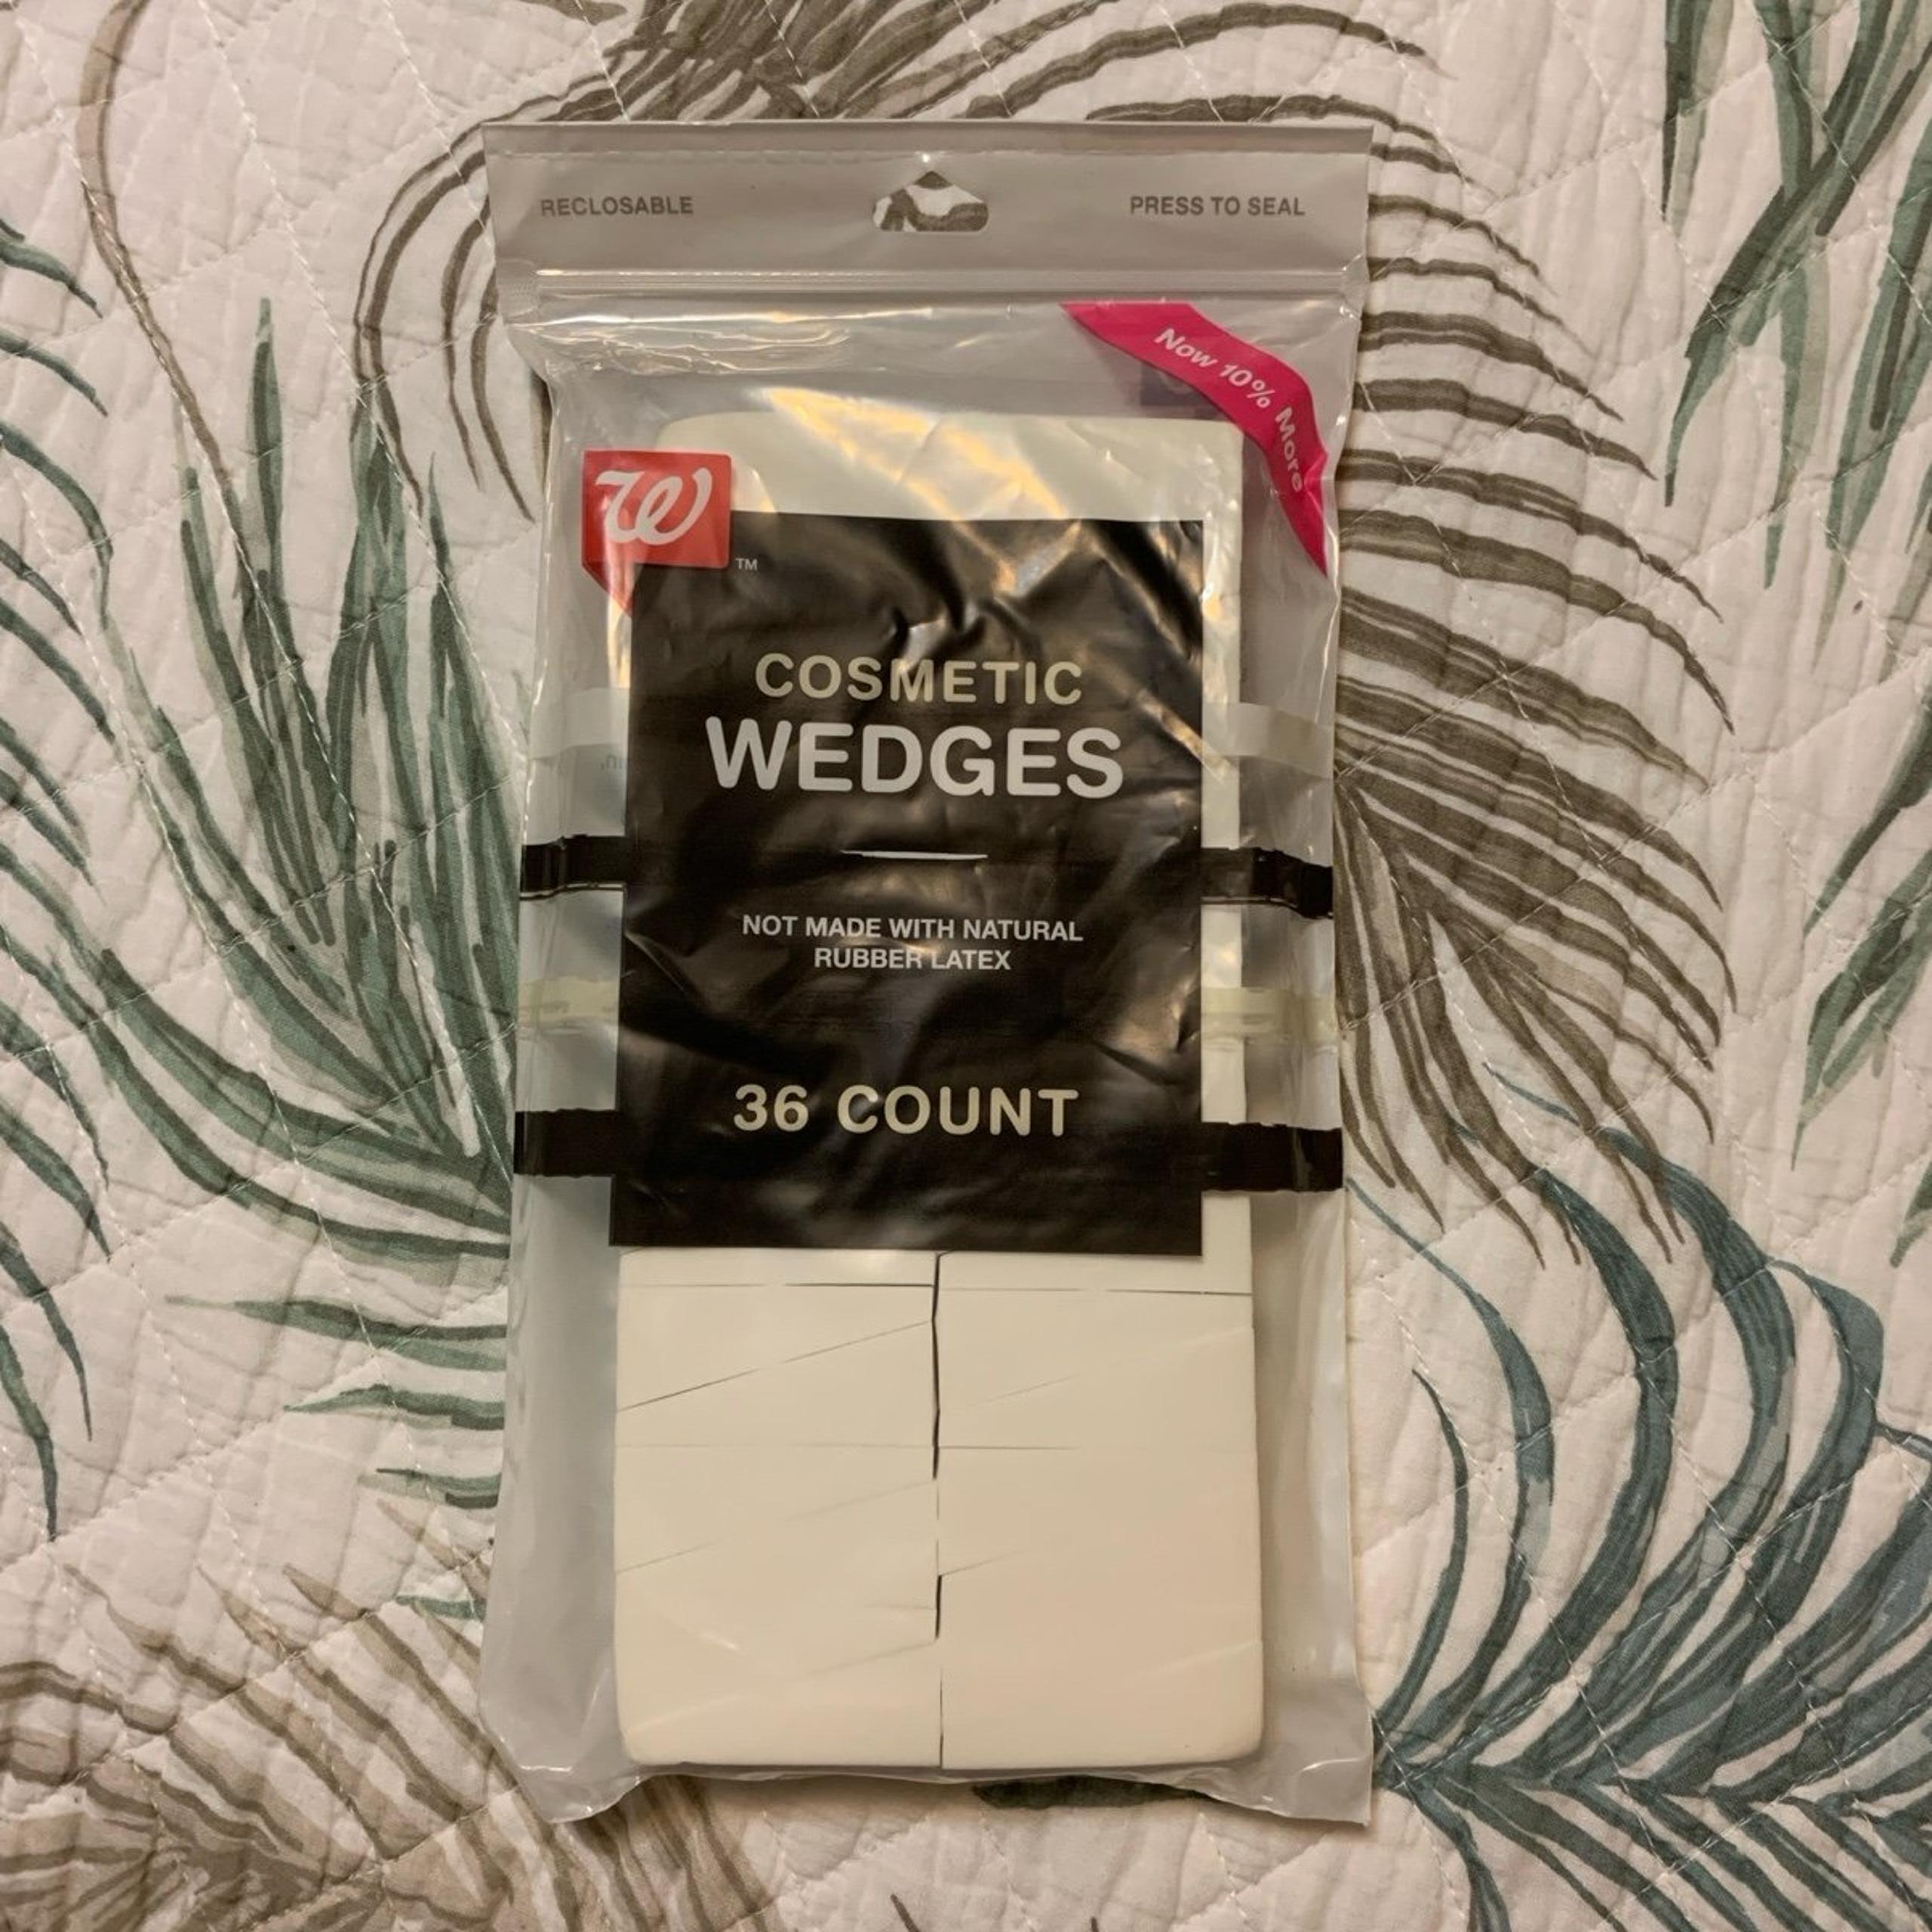 RECLOSABLE
PRESS TO SEAL
Now 10% More
W
TM
COSMETIC
WEDGES
NOT MADE WITH NATURAL
RUBBER LATEX
36 COUNT